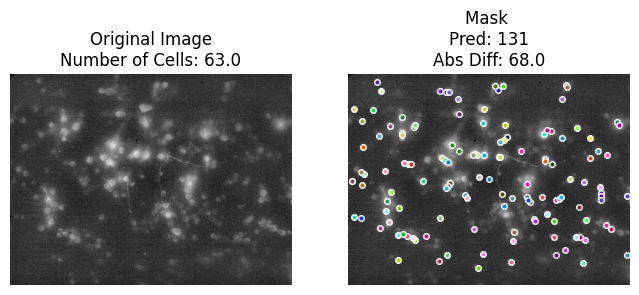 Original Image
Number of Cells: 63.0
Mask
Pred: 131
Abs Diff: 68.0